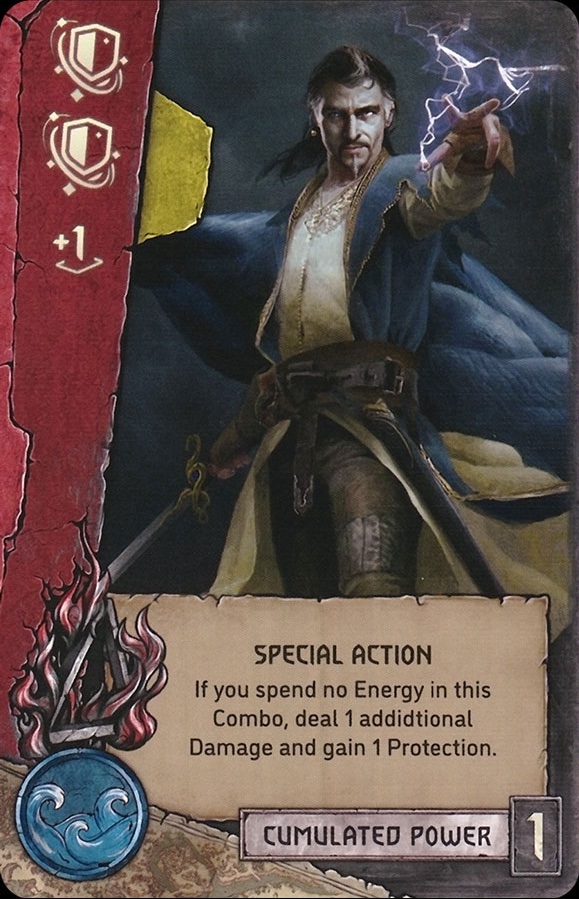 +1
SPECIAL ACTION
If you spend no Energy in this
Combo, deal 1 addidtional
Damage and gain 1 Protection.
CUMULATED POWER
1